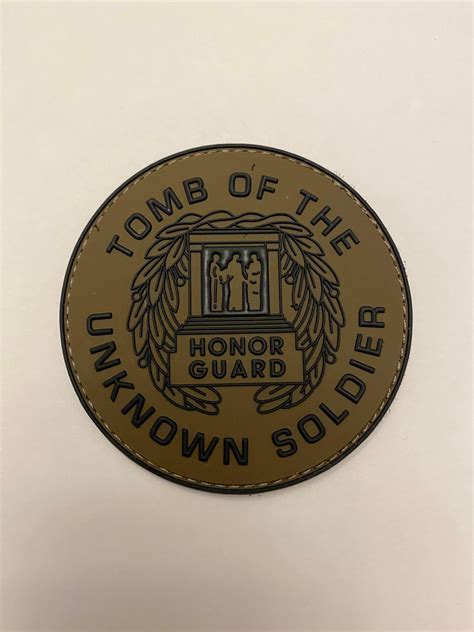 TOMB OF THE
HONOR
GUARD
UNKNOWN SOLDIER